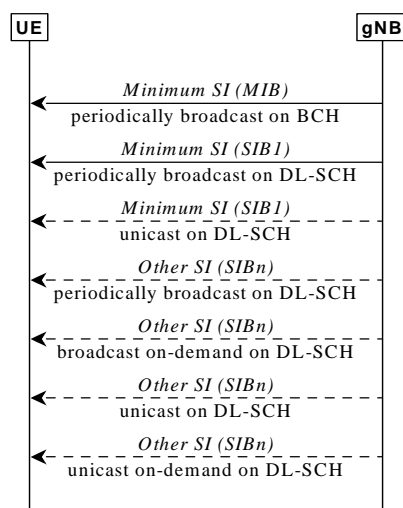 UE gNB
Minimum SI (MIB)
periodically broadcast on BCH
Minimum SI (SIB1)
periodically broadcast on DL-SCH
Minimum SI (SIB1)
unicast on DL-SCH
Other SI (SIBn)
periodically broadcast on DL-SCH
Other SI (SIBn)
broadcast on-demand on DL-SCH
Other SI (SIBn)
unicast on DL-SCH
Other SI (SIBn)
unicast on-demand on DL-SCH